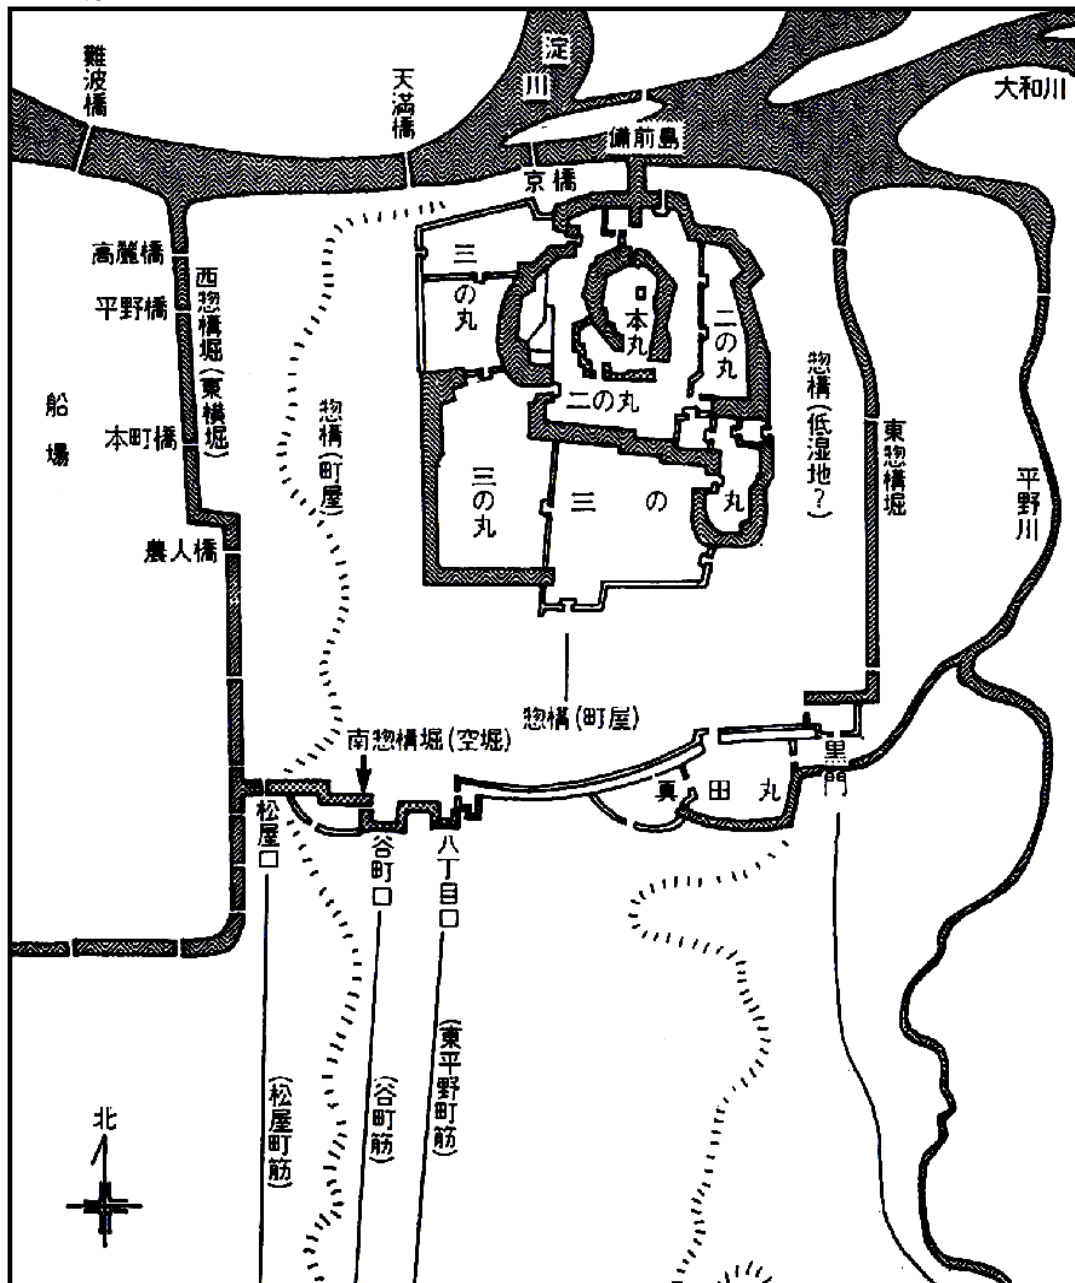 難波橋
天満橋
淀川
大和川
備前島
京橋
高麗橋
平野橋
本町橋
農人橋
西惣構堀(東横堀)
船場
惣構(町屋)
三の丸
本丸
二の丸
二の丸
三の丸
三の丸
惣構(低湿地?)
東惣構堀
平野川
惣構(町屋)
南惣構堀(空堀)
真田丸
黒門
松屋口
谷町口
八丁目口
(松屋町筋)
(谷町筋)
(東平野町筋)
北